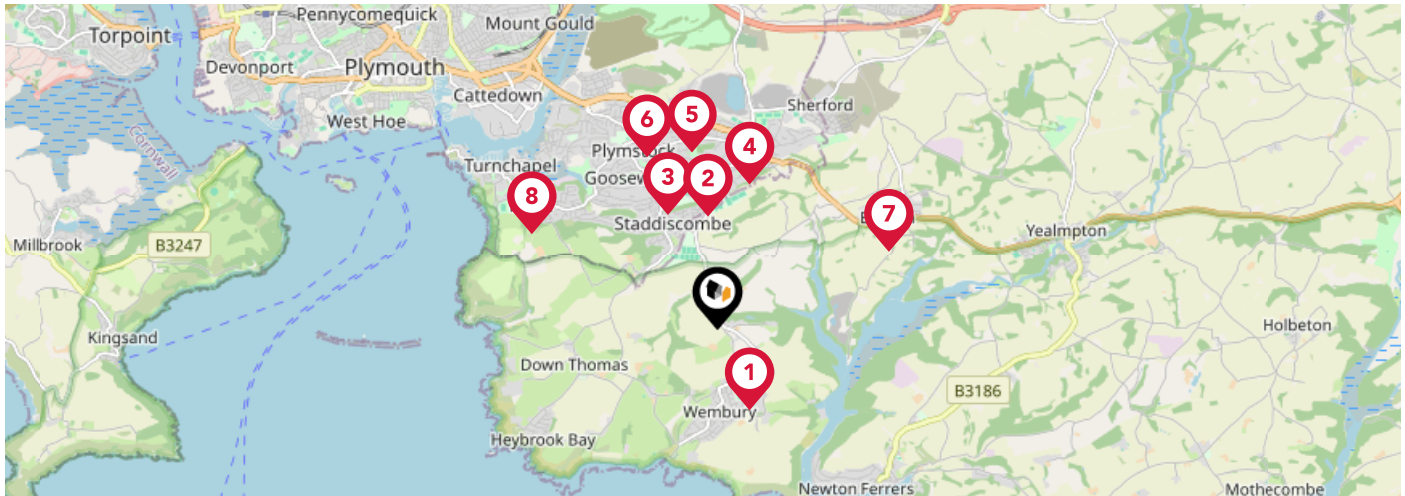 Pennycomequick
Mount Gould
Torpoint
Devonport
Plymouth
Cattedown
Sherford
West Hoe
6
5
Plymstock
4
Cornwall
Turnchapel
Goosew
3
2
8
7
Staddiscombe
Millbrook
B3247
Yealmpton
Kingsand
Holbeton
Down Thomas
1
B3186
Wembury
Heybrook Bay
Newton Ferrers
Mothecombe